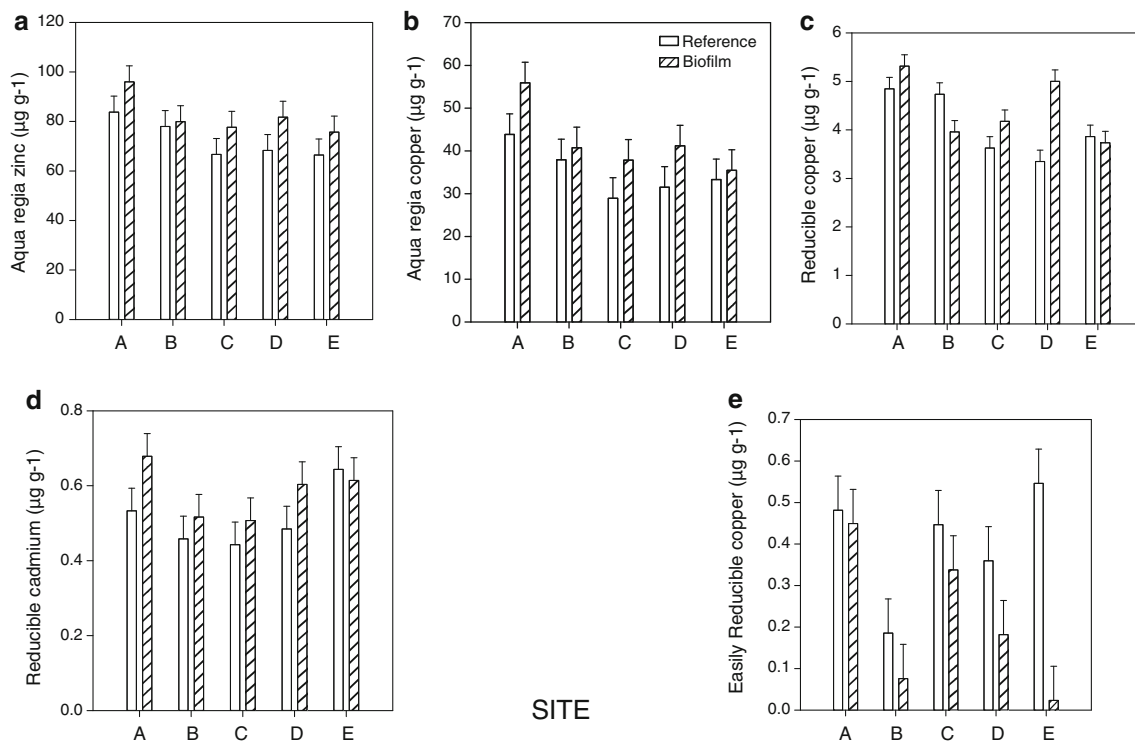 a
120
100
80
60
40
20
0
Aqua regia zinc (µg g-1)
A B C D E
b
70
60
50
40
30
20
10
0
Aqua regia copper (µg g-1)
Reference
Biofilm
A B C D E
c
6
5
4
3
2
1
0
Reducible copper (µg g-1)
A B C D E
d
0.8
0.6
0.4
0.2
0.0
Reducible cadmium (µg g-1)
A B C D E
SITE
e
0.7
0.6
0.5
0.4
0.3
0.2
0.1
0.0
Easily Reducible copper (µg g-1)
A B C D E